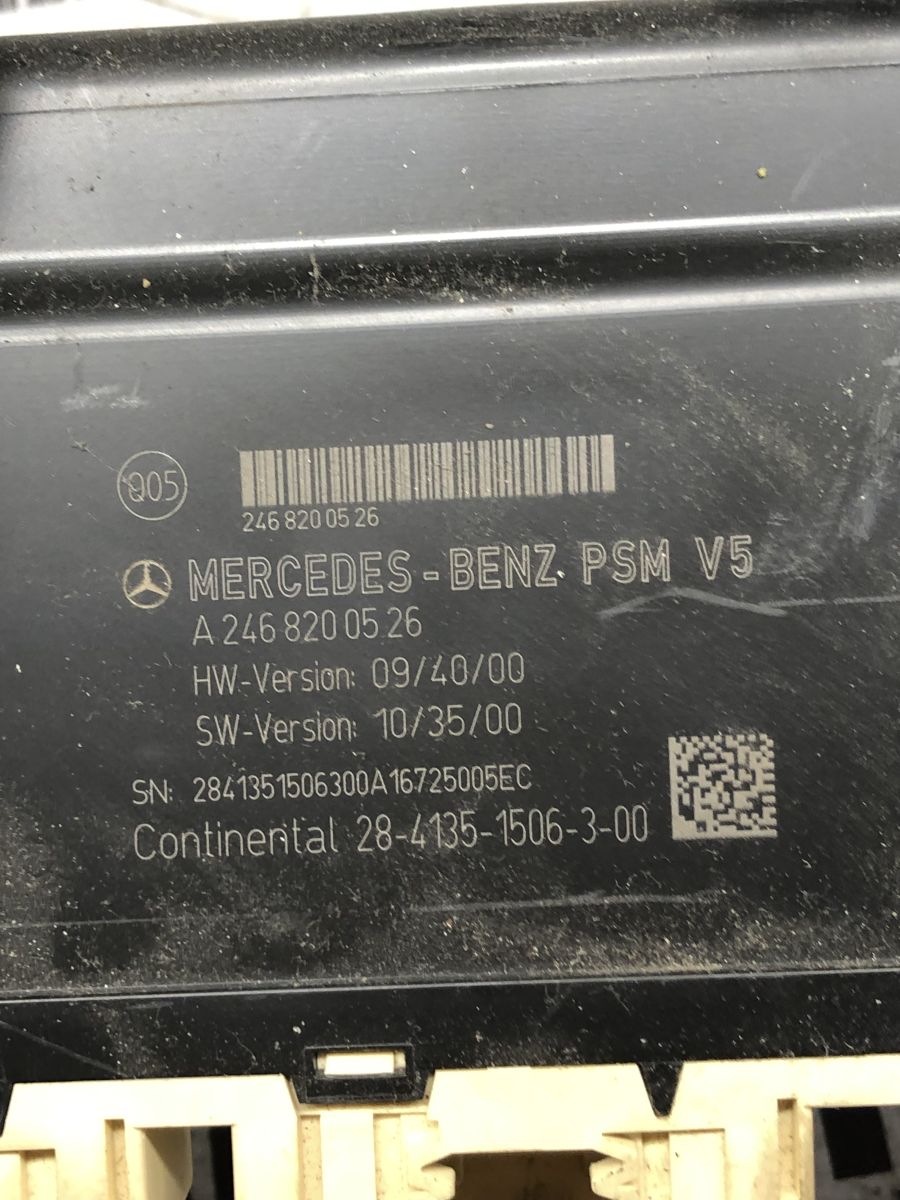 Q05
246 820 05 26
MERCEDES-BENZ PSM V5
A 246 820 05 26
HW-Version: 09/40/00
SW-Version: 10/35/00
SN: 2841351506300A16725005EC
Continental 28-4135-1506-3-00